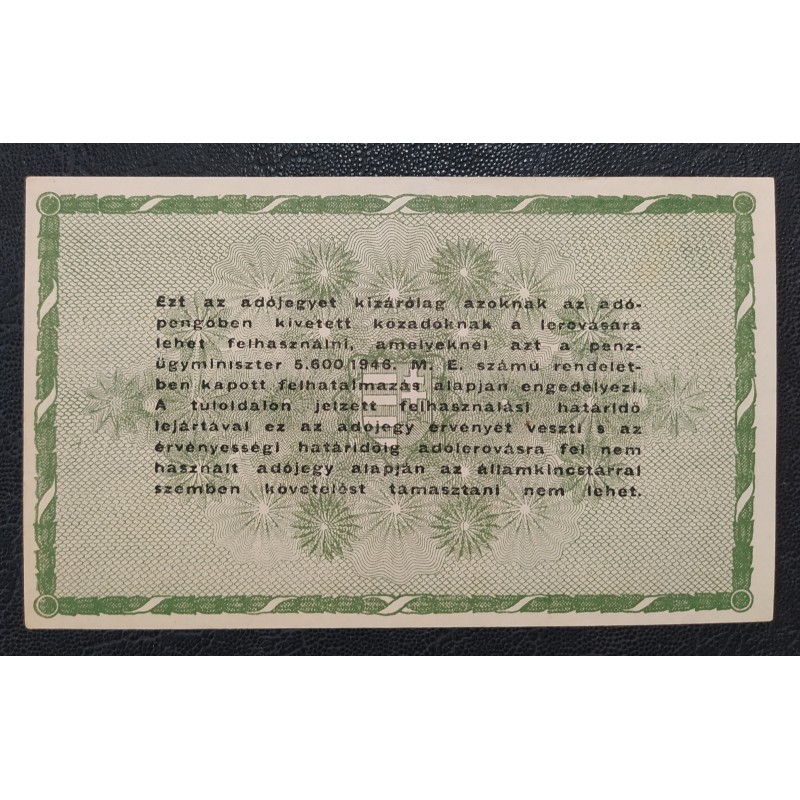 Ezt az adójegyet kizárólag azoknak az adó-
pengőben kivetett közadóknak a lerovására
lehet felhasználni, amelyeknél azt a pénz-
ügyminiszter 5.600/1946. M. E. számú rendelet-
ben kapott felhatalmazás alapján engedélyezi.
A túloldalon jelzett felhasználási határidő
lejártával ez az adójegy érvényét veszti s az
érvényességi határidőig adólerovásra fel nem
használt adójegy alapján az államkincstárral
szemben követelést támasztani nem lehet.